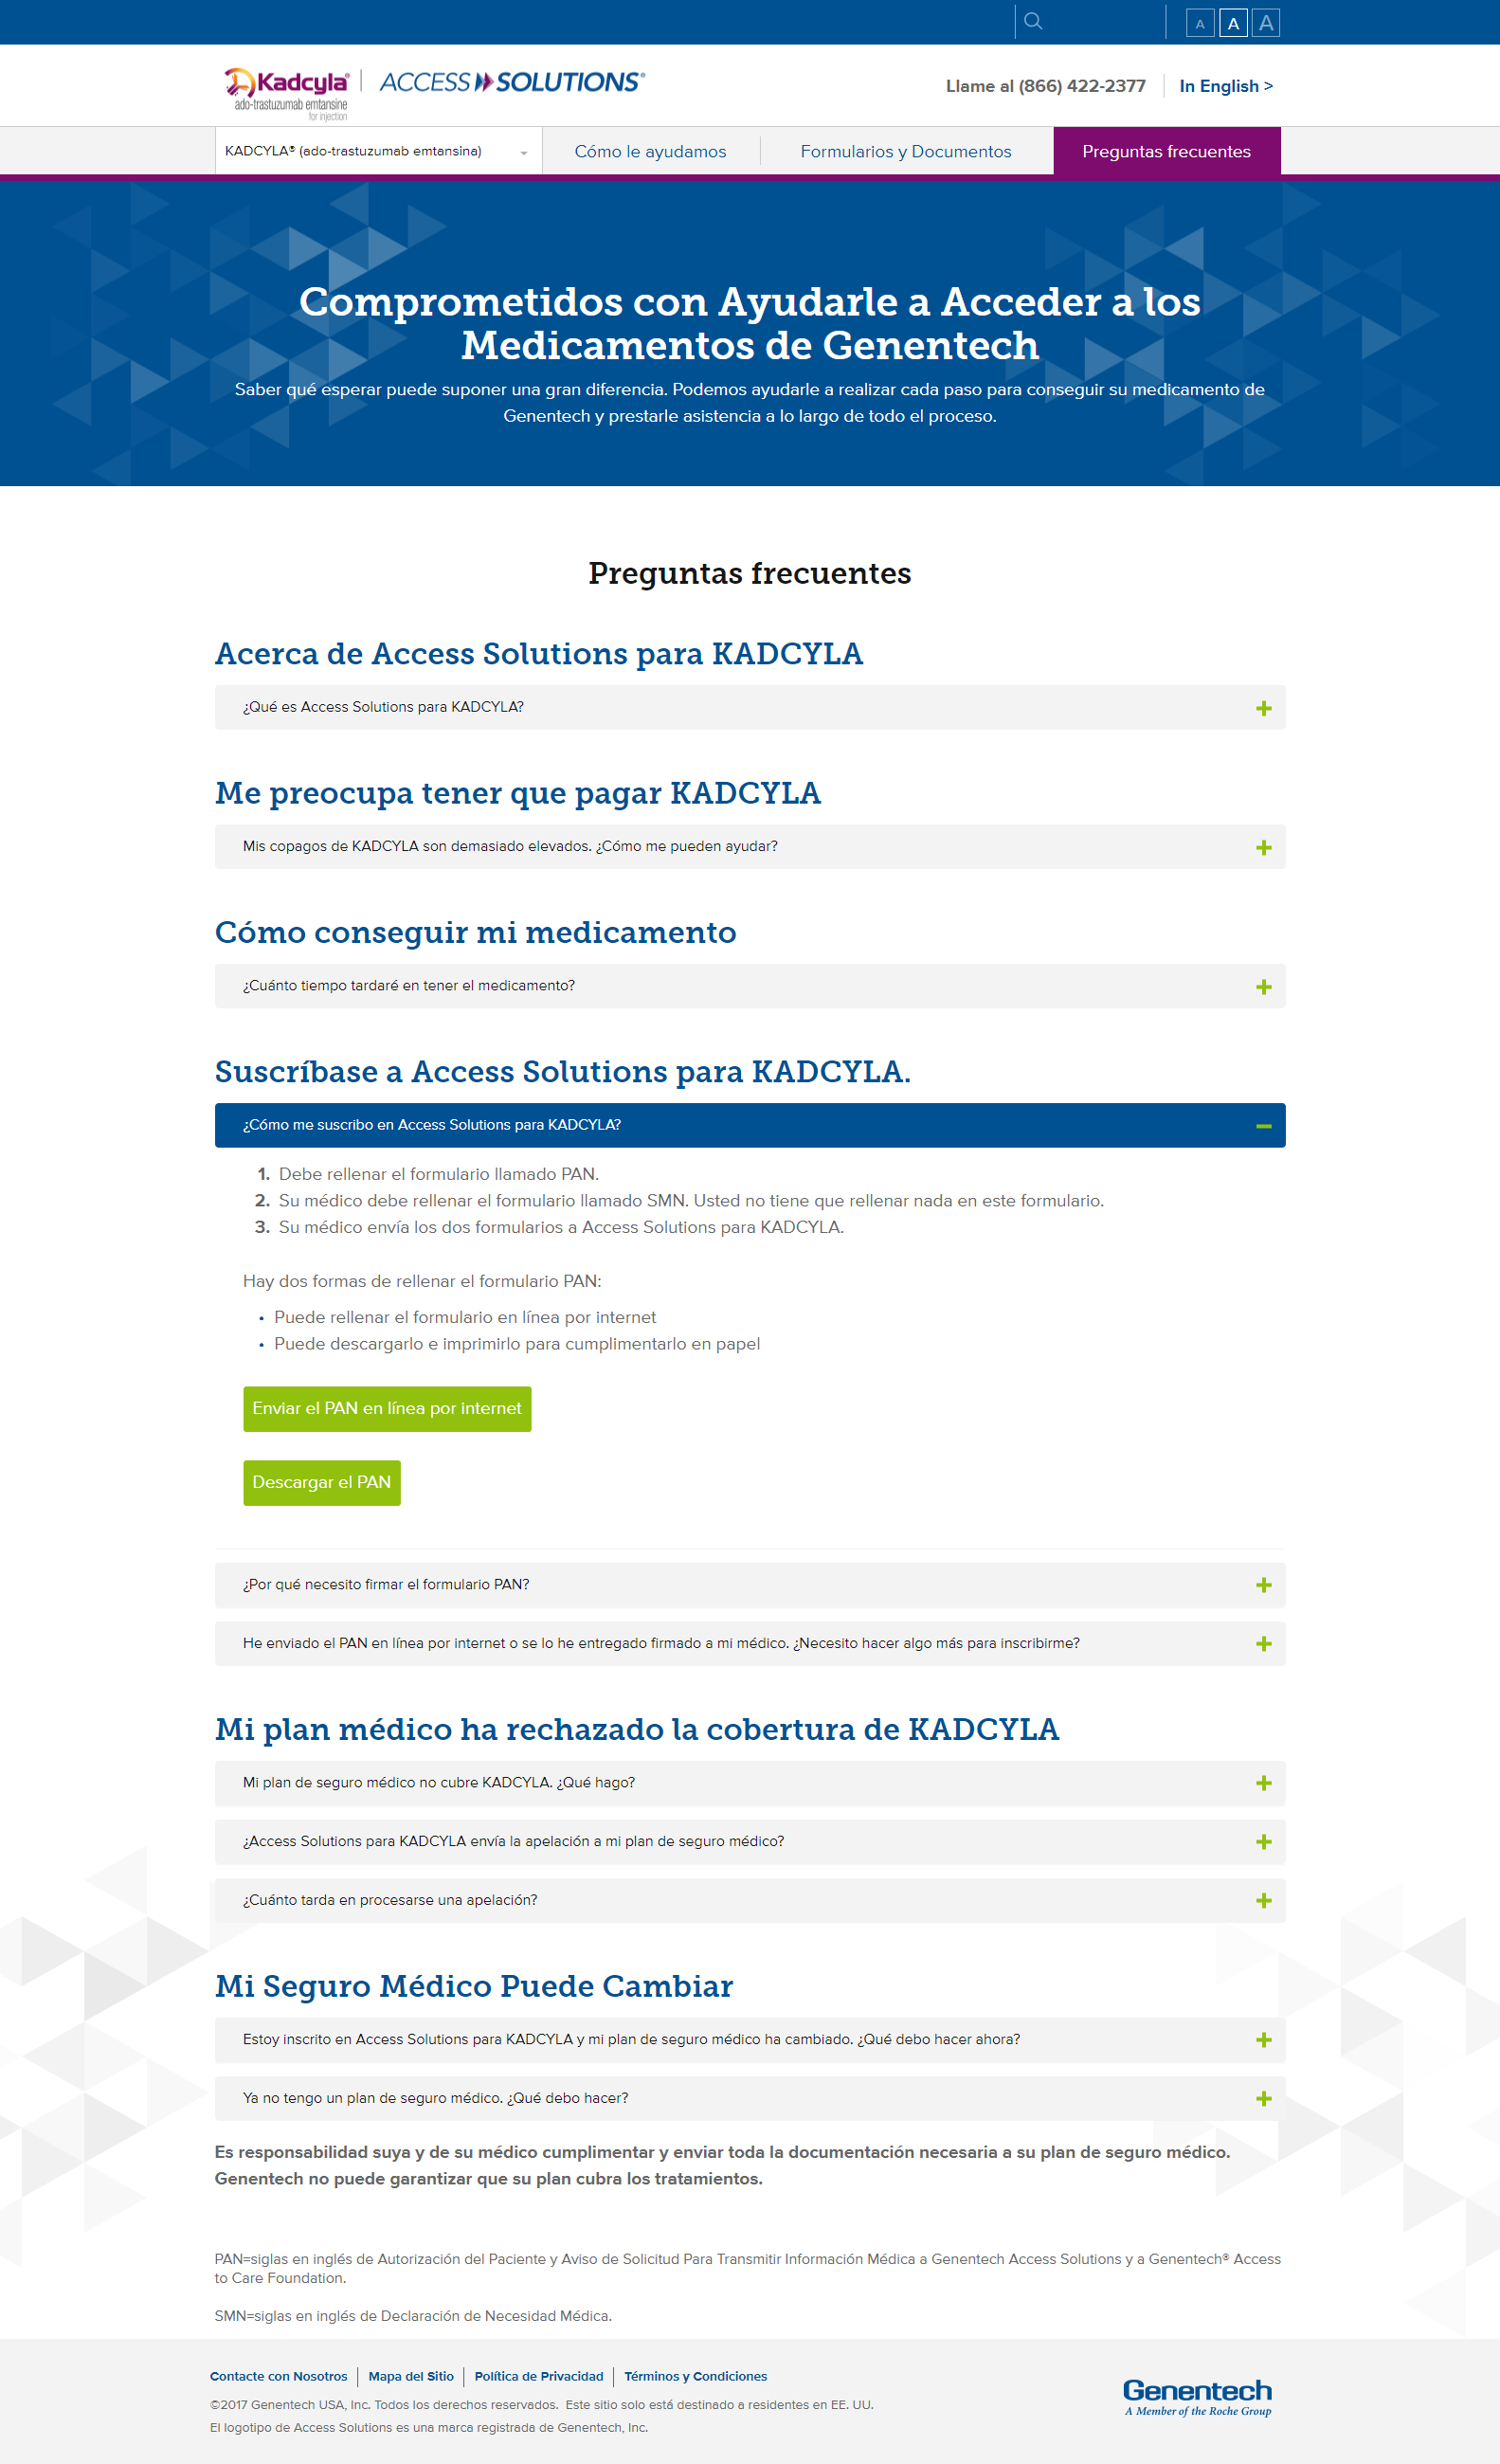 A A A
Kadcyla®
ado-trastuzumab emtansine
for injection
ACCESS SOLUTIONS®
Llame al (866) 422-2377
In English >
KADCYLA® (ado-trastuzumab emtansina)
Cómo le ayudamos
Formularios y Documentos
Preguntas frecuentes
Comprometidos con Ayudarle a Acceder a los
Medicamentos de Genentech
Saber qué esperar puede suponer una gran diferencia. Podemos ayudarle a realizar cada paso para conseguir su medicamento de
Genentech y prestarle asistencia a lo largo de todo el proceso.
Preguntas frecuentes
Acerca de Access Solutions para KADCYLA
¿Qué es Access Solutions para KADCYLA?
Me preocupa tener que pagar KADCYLA
Mis copagos de KADCYLA son demasiado elevados. ¿Cómo me pueden ayudar?
Cómo conseguir mi medicamento
¿Cuánto tiempo tardaré en tener el medicamento?
Suscríbase a Access Solutions para KADCYLA.
¿Cómo me suscribo en Access Solutions para KADCYLA?
1. Debe rellenar el formulario llamado PAN.
2. Su médico debe rellenar el formulario llamado SMN. Usted no tiene que rellenar nada en este formulario.
3. Su médico envía los dos formularios a Access Solutions para KADCYLA.
Hay dos formas de rellenar el formulario PAN:
• Puede rellenar el formulario en línea por internet
• Puede descargarlo e imprimirlo para cumplimentarlo en papel
Enviar el PAN en línea por internet
Descargar el PAN
¿Por qué necesito firmar el formulario PAN?
He enviado el PAN en línea por internet o se lo he entregado firmado a mi médico. ¿Necesito hacer algo más para inscribirme?
Mi plan médico ha rechazado la cobertura de KADCYLA
Mi plan de seguro médico no cubre KADCYLA. ¿Qué hago?
¿Access Solutions para KADCYLA envía la apelación a mi plan de seguro médico?
¿Cuánto tarda en procesarse una apelación?
Mi Seguro Médico Puede Cambiar
Estoy inscrito en Access Solutions para KADCYLA y mi plan de seguro médico ha cambiado. ¿Qué debo hacer ahora?
Ya no tengo un plan de seguro médico. ¿Qué debo hacer?
Es responsabilidad suya y de su médico cumplimentar y enviar toda la documentación necesaria a su plan de seguro médico.
Genentech no puede garantizar que su plan cubra los tratamientos.
PAN=siglas en inglés de Autorización del Paciente y Aviso de Solicitud Para Transmitir Información Médica a Genentech Access Solutions y a Genentech® Access
to Care Foundation.
SMN=siglas en inglés de Declaración de Necesidad Médica.
Contacte con Nosotros
Mapa del Sitio
Política de Privacidad
Términos y Condiciones
©2017 Genentech USA, Inc. Todos los derechos reservados. Este sitio solo está destinado a residentes en EE. UU.
El logotipo de Access Solutions es una marca registrada de Genentech, Inc.
Genentech
A Member of the Roche Group